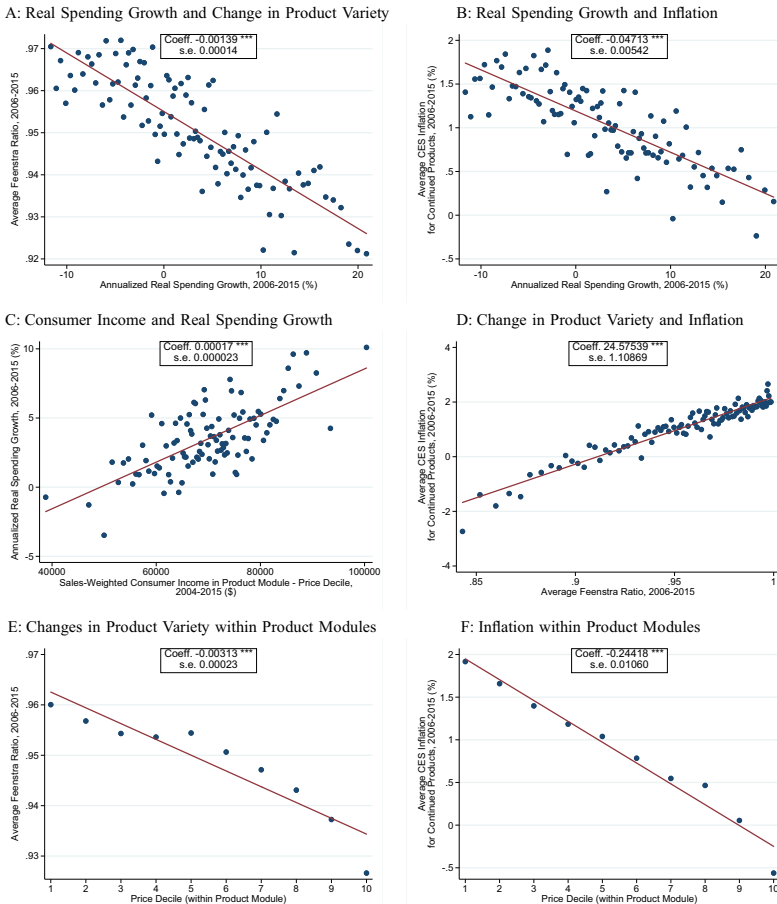 A: Real Spending Growth and Change in Product Variety
Coeff. -0.00139 ***
s.e. 0.00014
Average Feenstra Ratio, 2006-2015
.97
.96
.95
.94
.93
.92
-10
0
10
20
Annualized Real Spending Growth, 2006-2015 (%)
B: Real Spending Growth and Inflation
Coeff. -0.04713 ***
s.e. 0.00542
Average CES Inflation
for Continued Products, 2006-2015 (%)
2
1.5
1
.5
0
-.5
-10
0
10
20
Annualized Real Spending Growth, 2006-2015 (%)
C: Consumer Income and Real Spending Growth
Coeff. 0.00017 ***
s.e. 0.000023
Annualized Real Spending Growth, 2006-2015 (%)
10
5
0
-5
40000
60000
80000
100000
Sales-Weighted Consumer Income in Product Module - Price Decile,
2004-2015 ($)
D: Change in Product Variety and Inflation
Coeff. 24.57539 ***
s.e. 1.10869
Average CES Inflation
for Continued Products, 2006-2015 (%)
4
2
0
-2
-4
.85
.9
.95
1
Average Feenstra Ratio, 2006-2015
E: Changes in Product Variety within Product Modules
Coeff. -0.00313 ***
s.e. 0.00023
Average Feenstra Ratio, 2006-2015
.97
.96
.95
.94
.93
1
2
3
4
5
6
7
8
9
10
Price Decile (within Product Module)
F: Inflation within Product Modules
Coeff. -0.24418 ***
s.e. 0.01060
Average CES Inflation
for Continued Products, 2006-2015 (%)
2
1.5
1
.5
0
-.5
1
2
3
4
5
6
7
8
9
10
Price Decile (within Product Module)